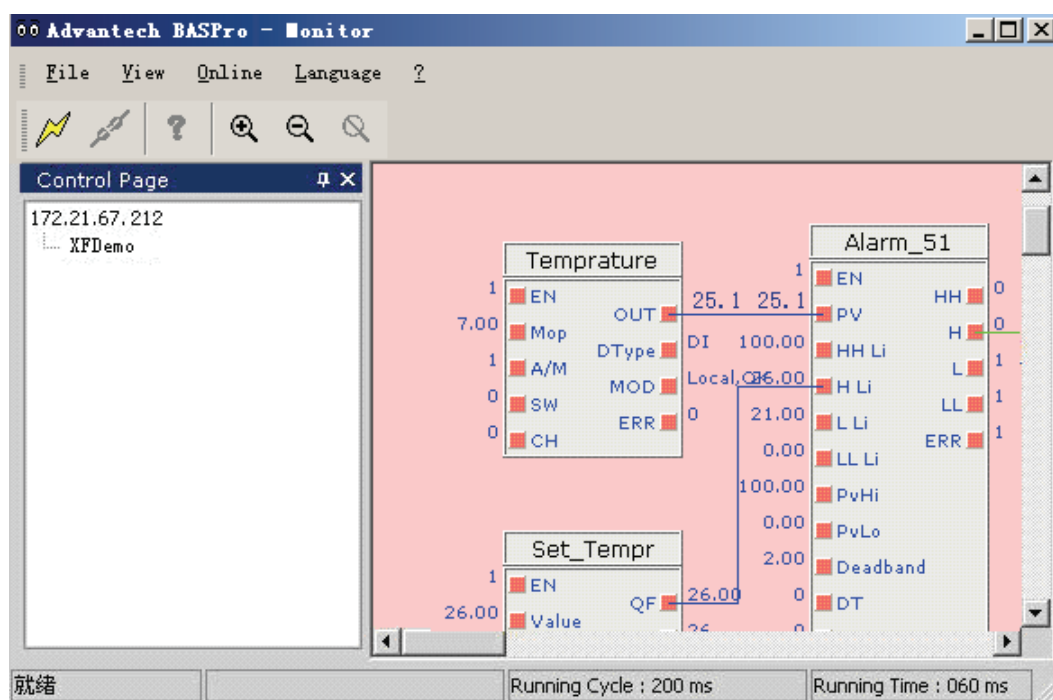 Advantech BASPro - Monitor
File View Online Language ?
Control Page
172.21.67.212
XFDemo
Temprature
1 EN
7.00 Mop
1 A/M
0 SW
0 CH
OUT 25.1
DType DI
MOD Local,OK
ERR 0
Alarm_51
1 EN
25.1 PV
100.00 HH Li
26.00 H Li
21.00 L Li
0.00 LL Li
100.00 PvHi
0.00 PvLo
2.00 Deadband
0 DT
0
HH 0
H 0
L 1
LL 1
ERR 1
Set_Tempr
1 EN
26.00 Value
QF 26.00
26
就绪
Running Cycle : 200 ms
Running Time : 060 ms